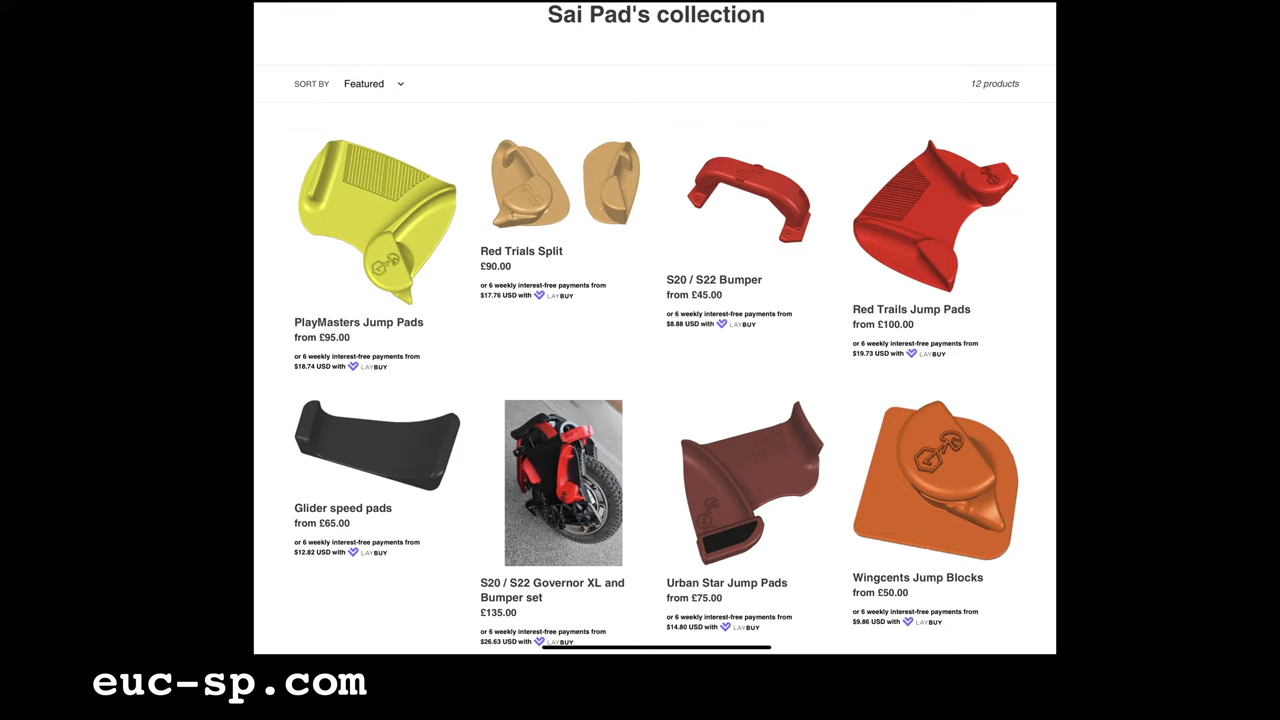 Sai Pad's collection
SORT BY Featured
12 products
PlayMasters Jump Pads
from £95.00
or 6 weekly interest-free payments from
$18.74 USD with LAYBUY
Red Trials Split
£90.00
or 6 weekly interest-free payments from
$17.76 USD with LAYBUY
S20 / S22 Bumper
from £45.00
or 6 weekly interest-free payments from
$8.88 USD with LAYBUY
Red Trails Jump Pads
from £100.00
or 6 weekly interest-free payments from
$19.73 USD with LAYBUY
Glider speed pads
from £65.00
or 6 weekly interest-free payments from
$12.82 USD with LAYBUY
S20 / S22 Governor XL and
Bumper set
£135.00
or 6 weekly interest-free payments from
$26.63 USD with LAYBUY
Urban Star Jump Pads
from £75.00
or 6 weekly interest-free payments from
$14.80 USD with LAYBUY
Wingcents Jump Blocks
from £50.00
or 6 weekly interest-free payments from
$9.86 USD with LAYBUY
euc-sp.com